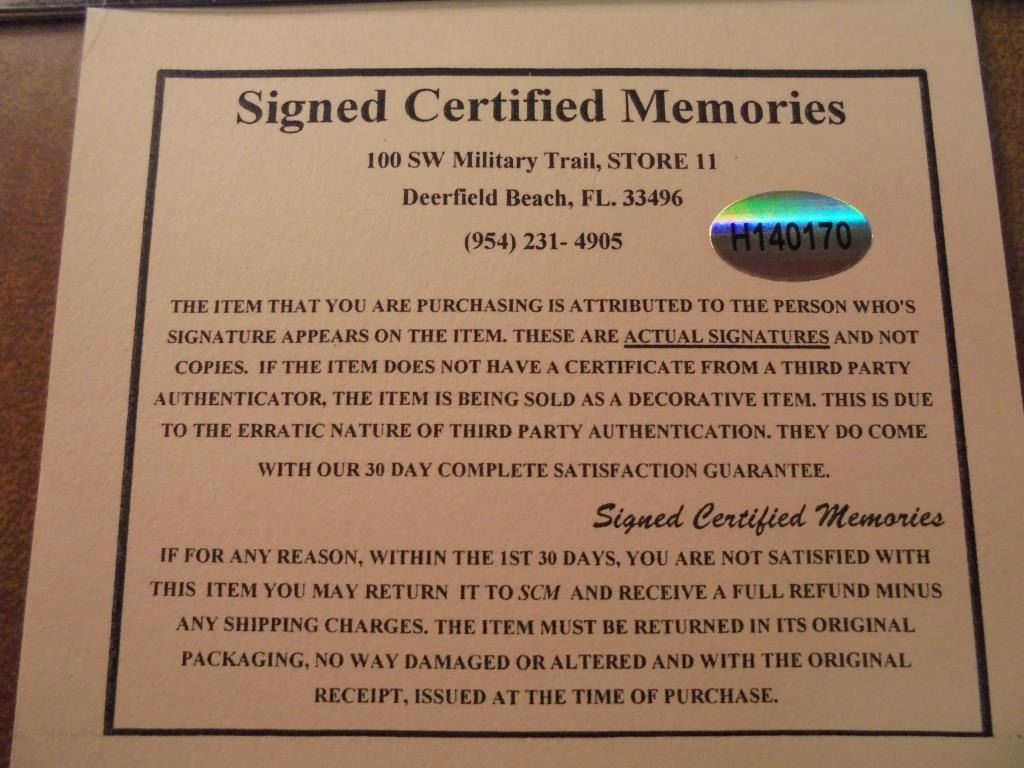 Signed Certified Memories
100 SW Military Trail, STORE 11
Deerfield Beach, FL. 33496
(954) 231- 4905
H140170
THE ITEM THAT YOU ARE PURCHASING IS ATTRIBUTED TO THE PERSON WHO'S
SIGNATURE APPEARS ON THE ITEM. THESE ARE ACTUAL SIGNATURES AND NOT
COPIES. IF THE ITEM DOES NOT HAVE A CERTIFICATE FROM A THIRD PARTY
AUTHENTICATOR, THE ITEM IS BEING SOLD AS A DECORATIVE ITEM. THIS IS DUE
TO THE ERRATIC NATURE OF THIRD PARTY AUTHENTICATION. THEY DO COME
WITH OUR 30 DAY COMPLETE SATISFACTION GUARANTEE.
Signed Certified Memories
IF FOR ANY REASON, WITHIN THE 1ST 30 DAYS, YOU ARE NOT SATISFIED WITH
THIS ITEM YOU MAY RETURN IT TO SCM AND RECEIVE A FULL REFUND MINUS
ANY SHIPPING CHARGES. THE ITEM MUST BE RETURNED IN ITS ORIGINAL
PACKAGING, NO WAY DAMAGED OR ALTERED AND WITH THE ORIGINAL
RECEIPT, ISSUED AT THE TIME OF PURCHASE.